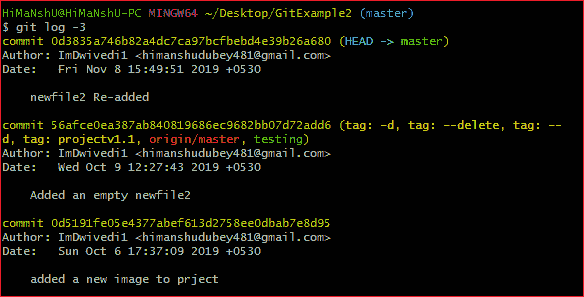 HiMaNshU@HiMaNshU-PC MINGW64 ~/Desktop/GitExample2 (master)
$ git log -3
commit 0d3835a746b82a4dc7ca97bcfbebd4e39b26a680 (HEAD -> master)
Author: ImDwivedi1 <himanshudubey481@gmail.com>
Date:   Fri Nov 8 15:49:51 2019 +0530
    newfile2 Re-added
commit 56afce0ea387ab840819686ec9682bb07d72add6 (tag: -d, tag: --delete, tag: --
d, tag: projectv1.1, origin/master, testing)
Author: ImDwivedi1 <himanshudubey481@gmail.com>
Date:   Wed Oct 9 12:27:43 2019 +0530
    Added an empty newfile2
commit 0d5191fe05e4377abef613d2758ee0dbab7e8d95
Author: ImDwivedi1 <himanshudubey481@gmail.com>
Date:   Sun Oct 6 17:37:09 2019 +0530
    added a new image to prject